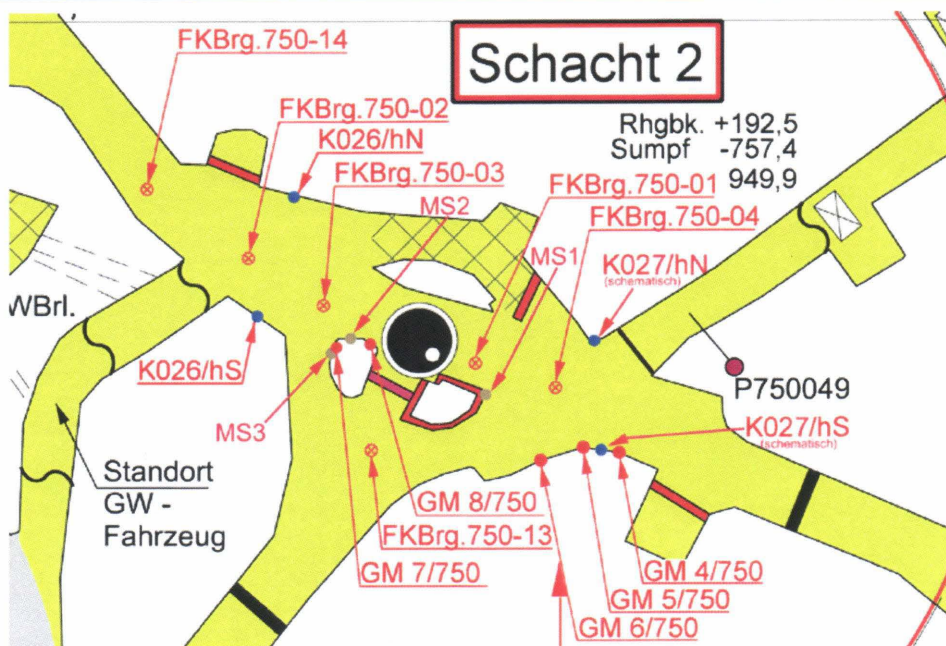 FKBrg.750-14
Schacht 2
FKBrg.750-02
K026/hN
Rhgbk. +192,5
Sumpf -757,4
949,9
FKBrg.750-03
FKBrg.750-01
MS2
FKBrg.750-04
MS1
K027/hN
(schematisch)
WBrl.
K026/hS
P750049
MS3
K027/hS
(schematisch)
Standort
GW -
Fahrzeug
GM 8/750
FKBrg.750-13
GM 7/750
GM 4/750
GM 5/750
GM 6/750